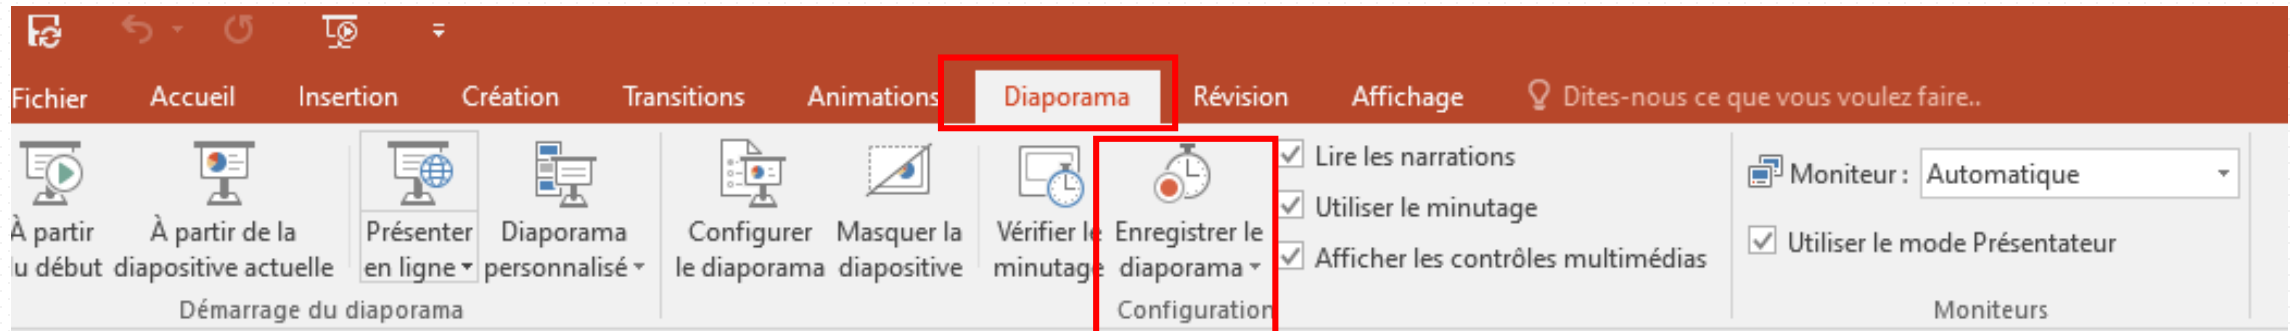 Fichier Accueil Insertion Création Transitions Animations Diaporama Révision Affichage Dites-nous ce que vous voulez faire..
À partir
u début
À partir de la
diapositive actuelle
Présenter
en ligne
Diaporama
personnalisé
Configurer
le diaporama
Masquer la
diapositive
Vérifier le
minutage
Enregistrer le
diaporama
Lire les narrations
Utiliser le minutage
Afficher les contrôles multimédias
Moniteur : Automatique
Utiliser le mode Présentateur
Démarrage du diaporama
Configuration
Moniteurs